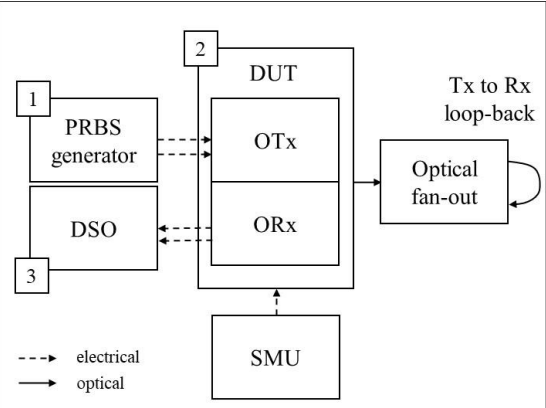 2
DUT
1
PRBS
generator
OTx
Tx to Rx
loop-back
Optical
fan-out
DSO
ORx
3
SMU
electrical
optical